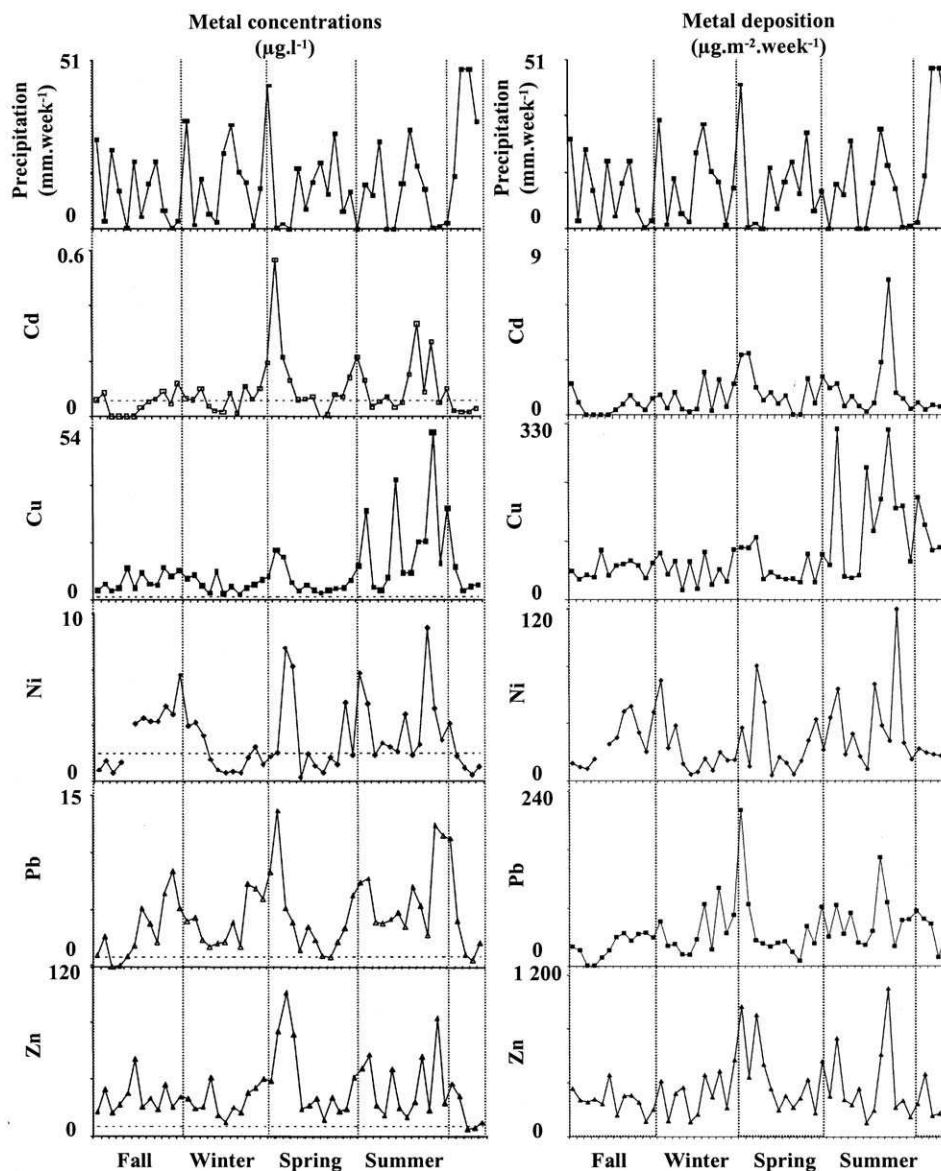 Metal concentrations
(µg.l⁻¹)
Precipitation
(mm.week⁻¹)
51
0
Cd
0.6
0
Cu
54
0
Ni
10
0
Pb
15
0
Zn
120
0
Fall Winter Spring Summer
Metal deposition
(µg.m⁻².week⁻¹)
Precipitation
(mm.week⁻¹)
51
0
Cd
9
0
Cu
330
0
Ni
120
0
Pb
240
0
Zn
1 200
0
Fall Winter Spring Summer